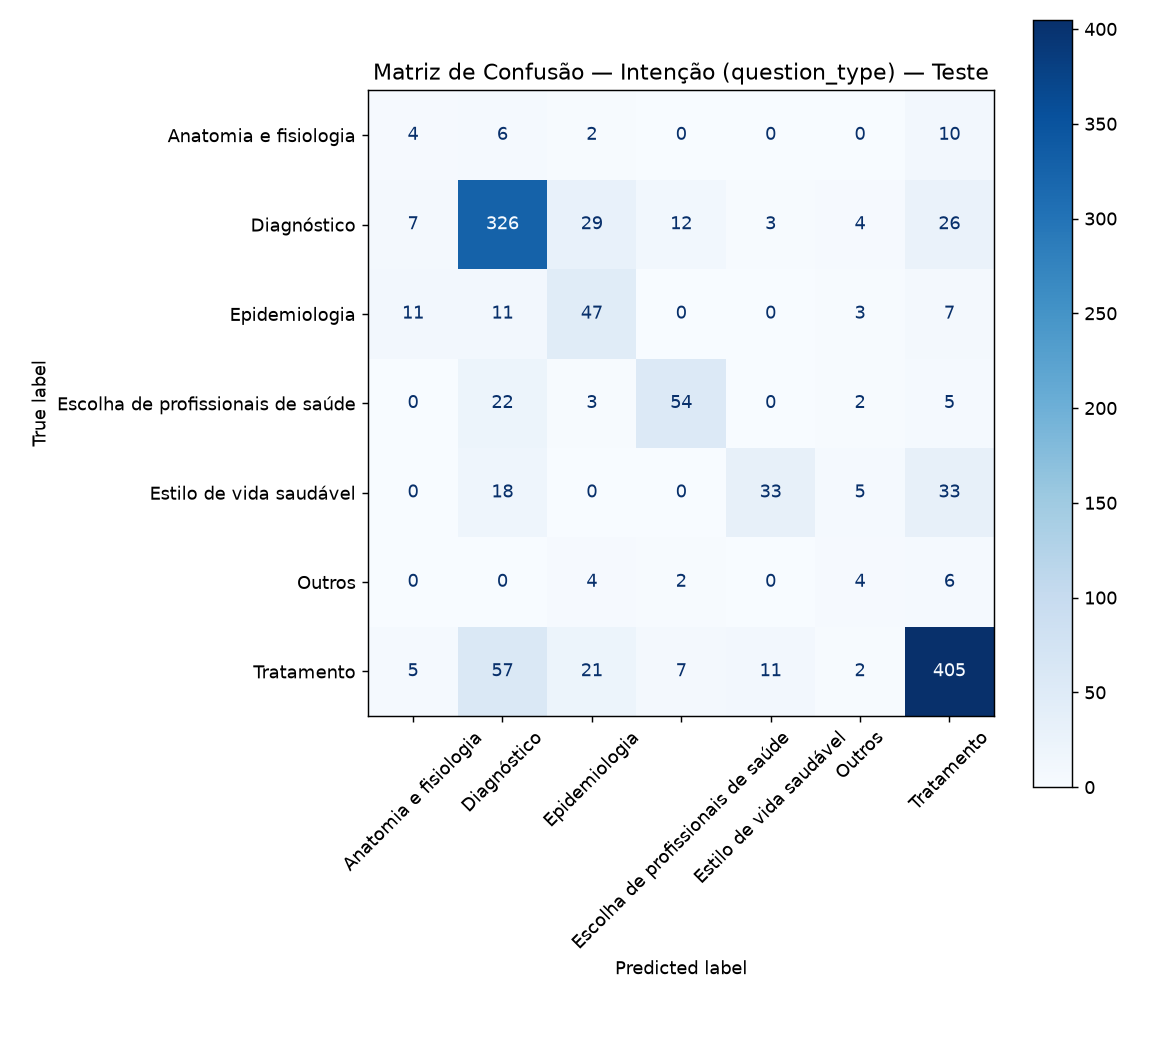 Matriz de Confusão — Intenção (question_type) — Teste
True label
Anatomia e fisiologia 4 6 2 0 0 0 10
Diagnóstico 7 326 29 12 3 4 26
Epidemiologia 11 11 47 0 0 3 7
Escolha de profissionais de saúde 0 22 3 54 0 2 5
Estilo de vida saudável 0 18 0 0 33 5 33
Outros 0 0 4 2 0 4 6
Tratamento 5 57 21 7 11 2 405
Anatomia e fisiologia
Diagnóstico
Epidemiologia
Escolha de profissionais de saúde
Estilo de vida saudável
Outros
Tratamento
Predicted label
400
350
300
250
200
150
100
50
0